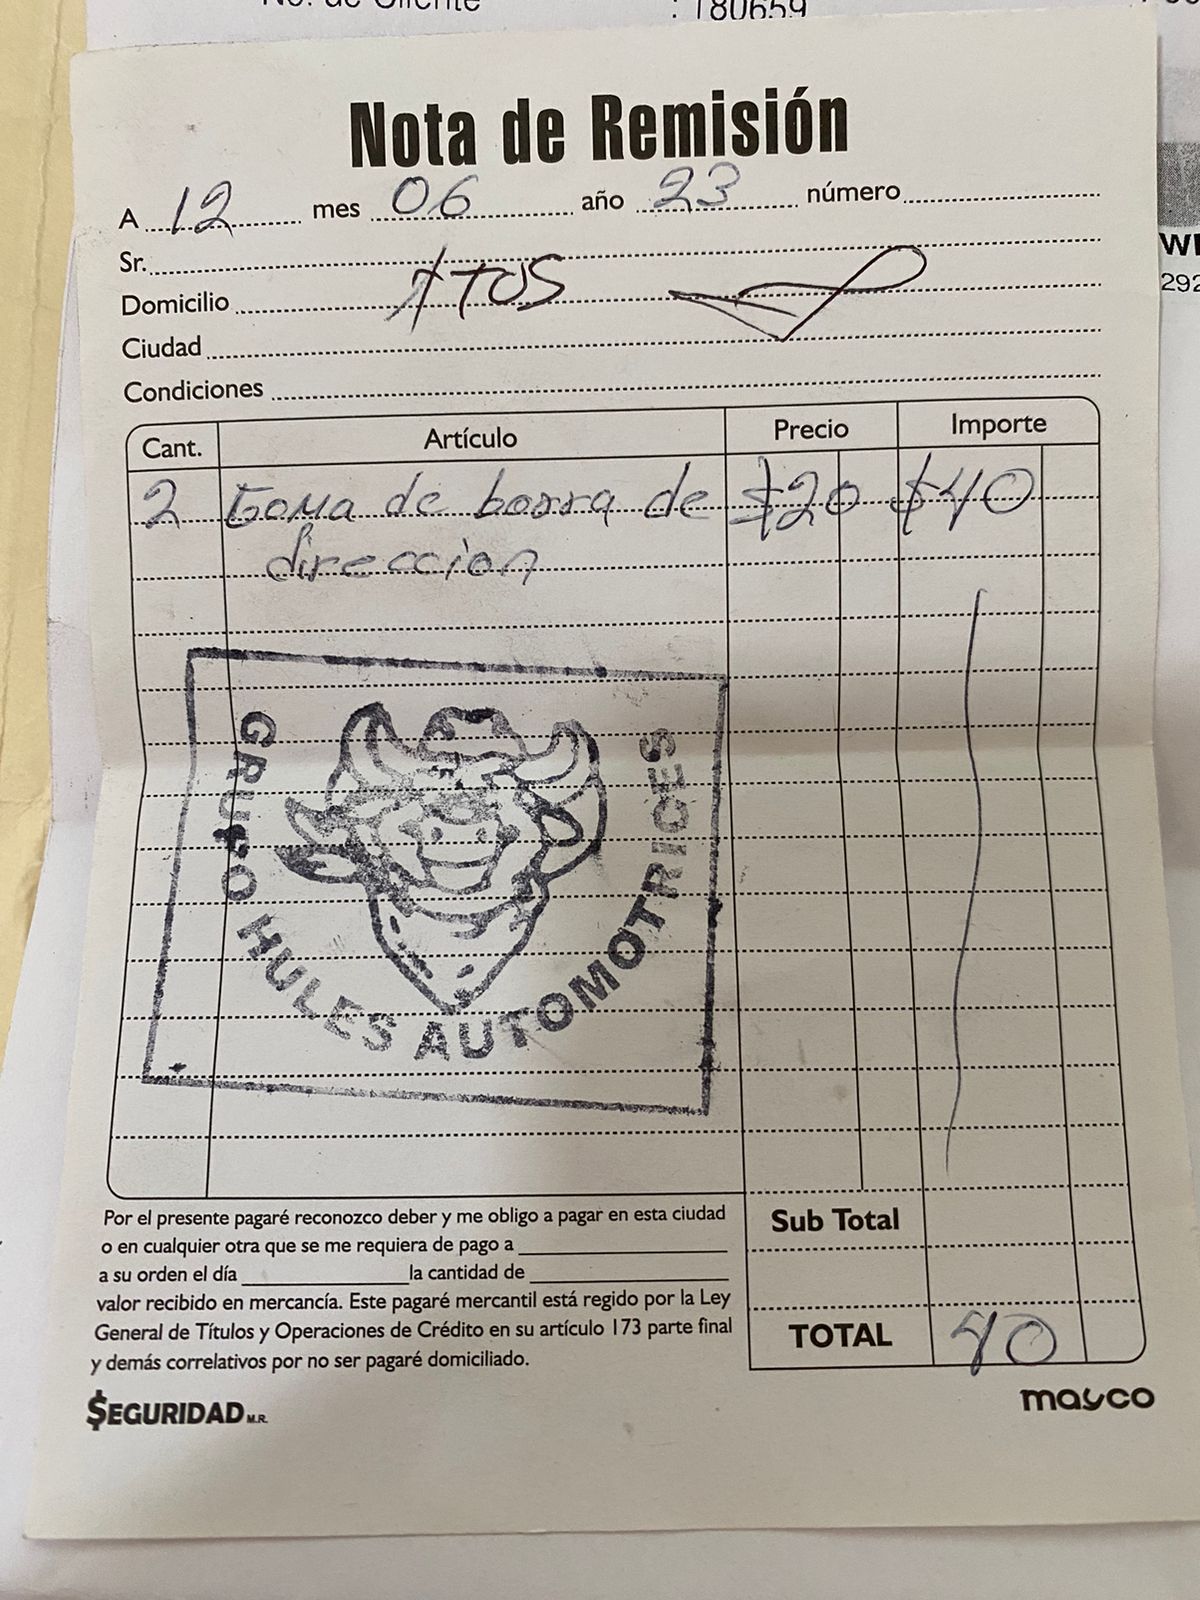 No. de Cliente : 180659
Nota de Remisión
A 12 mes 06 año 23 número
Sr.
Domicilio Atos
Ciudad
Condiciones
Cant. Artículo Precio Importe
2 Goma de barra de $20 $40
direccion
GRUPO HULES AUTOMOTRICES
Por el presente pagaré reconozco deber y me obligo a pagar en esta ciudad
o en cualquier otra que se me requiera de pago a
a su orden el día la cantidad de
valor recibido en mercancía. Este pagaré mercantil está regido por la Ley
General de Títulos y Operaciones de Crédito en su artículo 173 parte final
y demás correlativos por no ser pagaré domiciliado.
Sub Total
TOTAL 40
$EGURIDAD M.R.
mayco
292